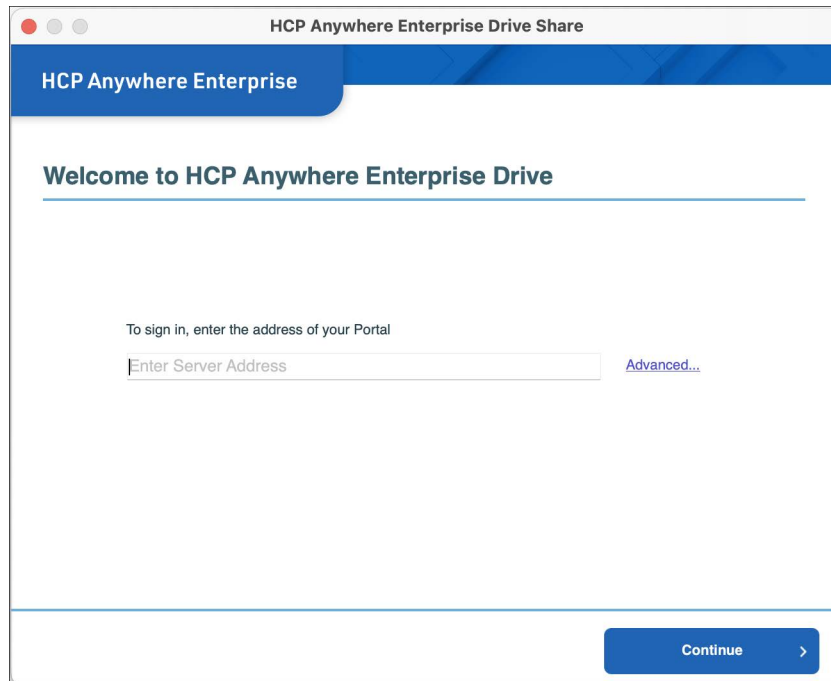 HCP Anywhere Enterprise Drive Share
HCP Anywhere Enterprise
Welcome to HCP Anywhere Enterprise Drive
To sign in, enter the address of your Portal
Enter Server Address
Advanced...
Continue